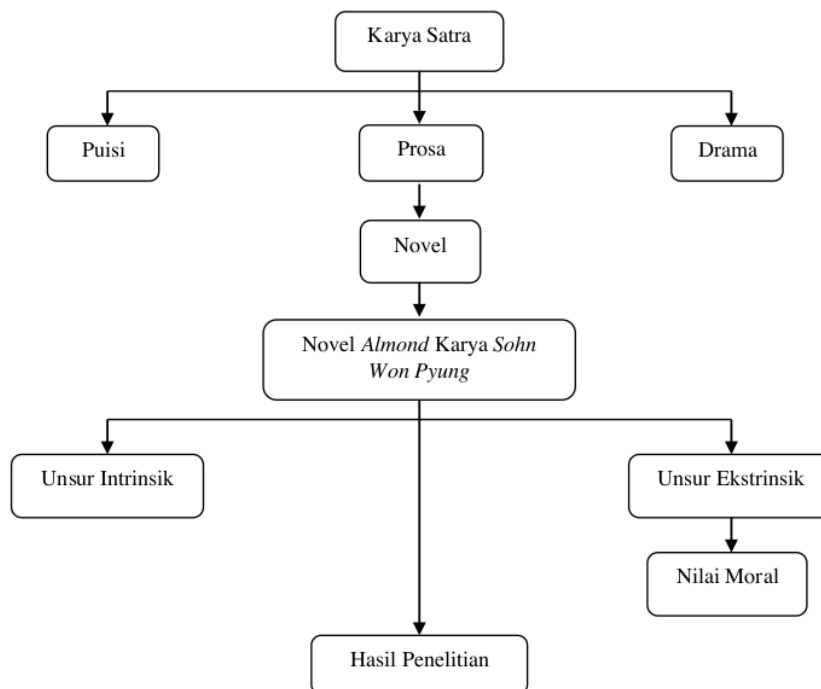 Karya Satra
Puisi
Prosa
Drama
Novel
Novel Almond Karya Sohn
Won Pyung
Unsur Intrinsik
Unsur Ekstrinsik
Nilai Moral
Hasil Penelitian